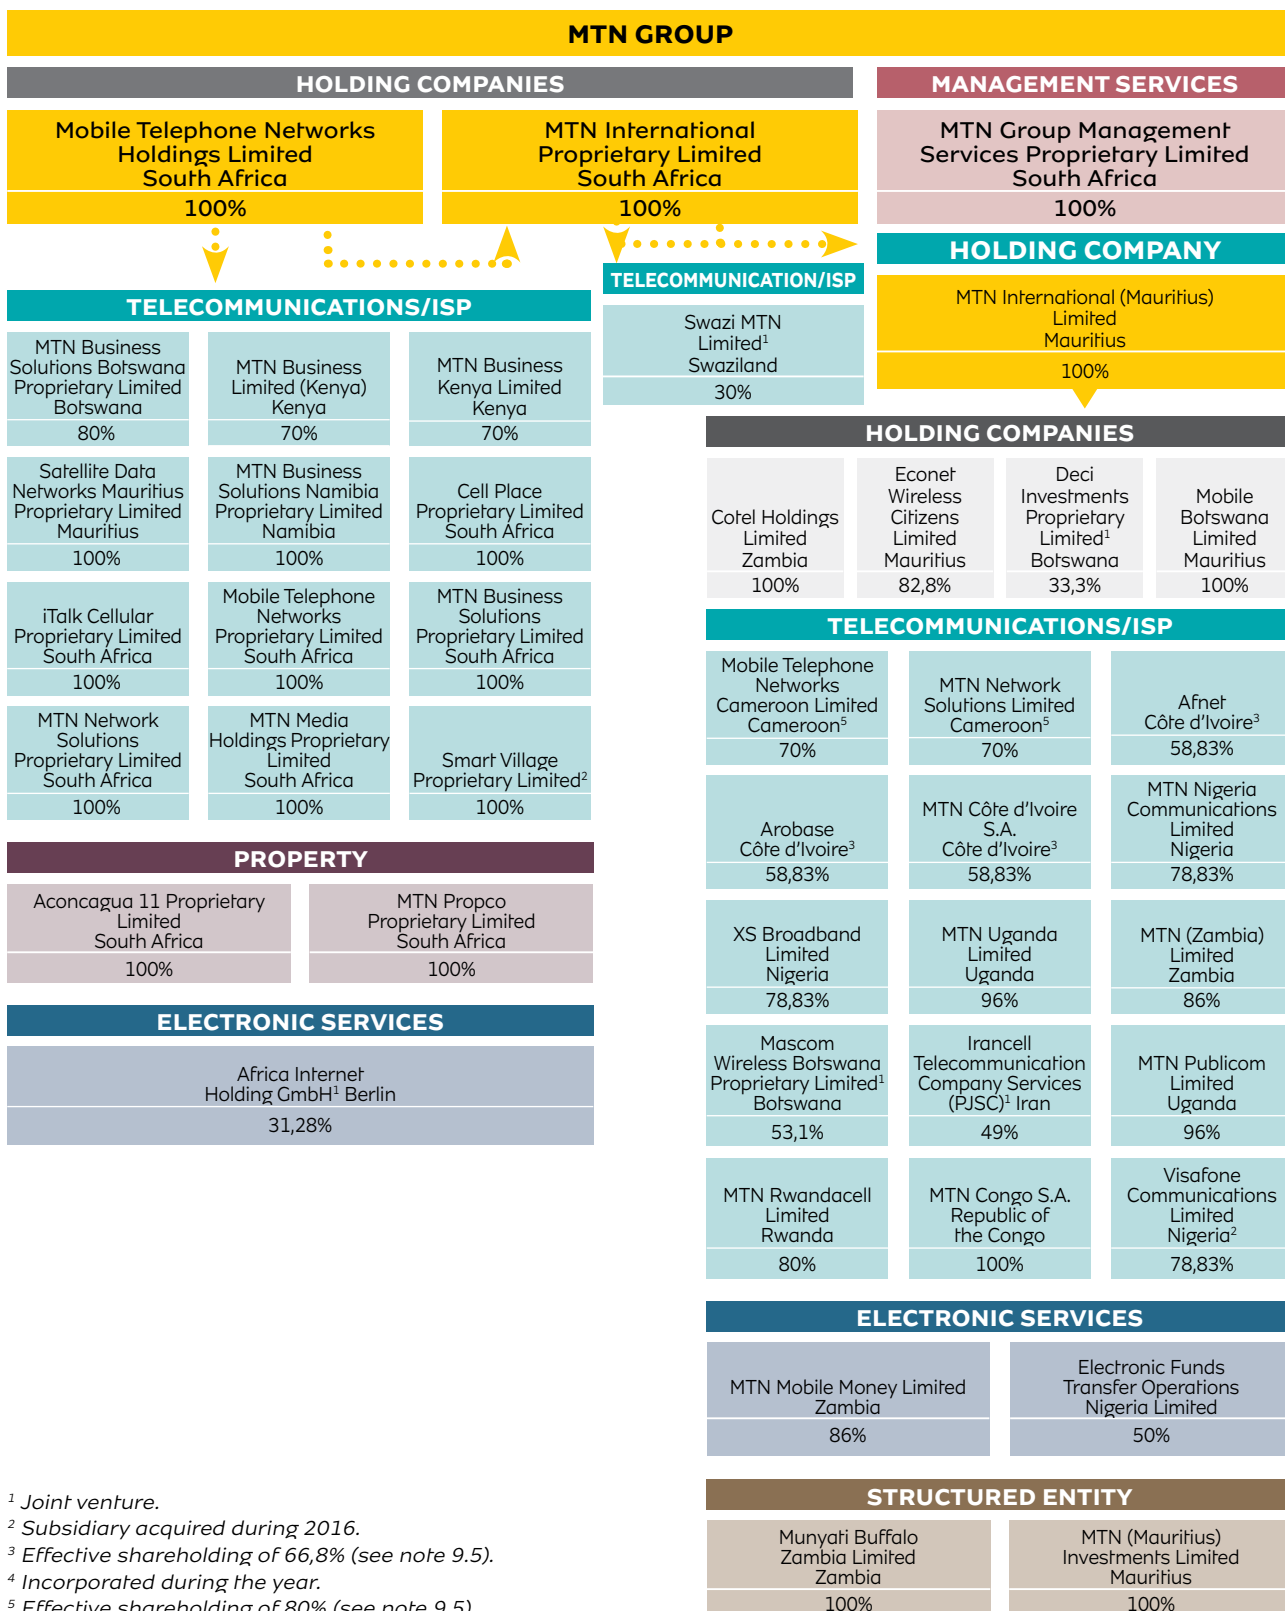 MTN GROUP
HOLDING COMPANIES
Mobile Telephone Networks
Holdings Limited
South Africa
100%
MTN International
Proprietary Limited
South Africa
100%
MANAGEMENT SERVICES
MTN Group Management
Services Proprietary Limited
South Africa
100%
HOLDING COMPANY
MTN International (Mauritius)
Limited
Mauritius
100%
TELECOMMUNICATION/ISP
Swazi MTN
Limited¹
Swaziland
30%
TELECOMMUNICATIONS/ISP
MTN Business
Solutions Botswana
Proprietary Limited
Botswana
80%
MTN Business
Limited (Kenya)
Kenya
70%
MTN Business
Kenya Limited
Kenya
70%
Satellite Data
Networks Mauritius
Proprietary Limited
Mauritius
100%
MTN Business
Solutions Namibia
Proprietary Limited
Namibia
100%
Cell Place
Proprietary Limited
South Africa
100%
iTalk Cellular
Proprietary Limited
South Africa
100%
Mobile Telephone
Networks
Proprietary Limited
South Africa
100%
MTN Business
Solutions
Proprietary Limited
South Africa
100%
MTN Network
Solutions
Proprietary Limited
South Africa
100%
MTN Media
Holdings Proprietary
Limited
South Africa
100%
Smart Village
Proprietary Limited²
100%
PROPERTY
Aconcagua 11 Proprietary
Limited
South Africa
100%
MTN Propco
Proprietary Limited
South Africa
100%
ELECTRONIC SERVICES
Africa Internet
Holding GmbH¹ Berlin
31,28%
HOLDING COMPANIES
Cotel Holdings
Limited
Zambia
100%
Econet
Wireless
Citizens
Limited
Mauritius
82,8%
Deci
Investments
Proprietary
Limited¹
Botswana
33,3%
Mobile
Botswana
Limited
Mauritius
100%
TELECOMMUNICATIONS/ISP
Mobile Telephone
Networks
Cameroon Limited
Cameroon⁵
70%
MTN Network
Solutions Limited
Cameroon⁵
70%
Afnet
Côte d'Ivoire³
58,83%
Arobase
Côte d'Ivoire³
58,83%
MTN Côte d'Ivoire
S.A.
Côte d'Ivoire³
58,83%
MTN Nigeria
Communications
Limited
Nigeria
78,83%
XS Broadband
Limited
Nigeria
78,83%
MTN Uganda
Limited
Uganda
96%
MTN (Zambia)
Limited
Zambia
86%
Mascom
Wireless Botswana
Proprietary Limited¹
Botswana
53,1%
Irancell
Telecommunication
Company Services
(PJSC)¹ Iran
49%
MTN Publicom
Limited
Uganda
96%
MTN Rwandacell
Limited
Rwanda
80%
MTN Congo S.A.
Republic of
the Congo
100%
Visafone
Communications
Limited
Nigeria²
78,83%
ELECTRONIC SERVICES
MTN Mobile Money Limited
Zambia
86%
Electronic Funds
Transfer Operations
Nigeria Limited
50%
STRUCTURED ENTITY
Munyati Buffalo
Zambia Limited
Zambia
100%
MTN (Mauritius)
Investments Limited
Mauritius
100%
¹ Joint venture.
² Subsidiary acquired during 2016.
³ Effective shareholding of 66,8% (see note 9.5).
⁴ Incorporated during the year.
⁵ Effective shareholding of 80% (see note 9.5)